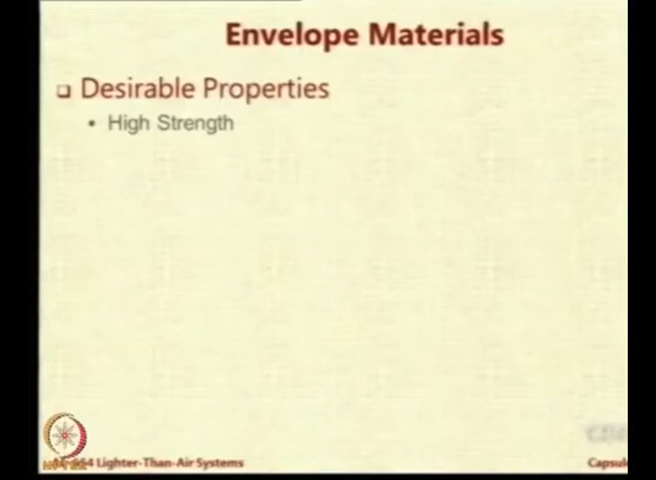 Envelope Materials
❑ Desirable Properties
• High Strength
Lighter-Than-Air Systems